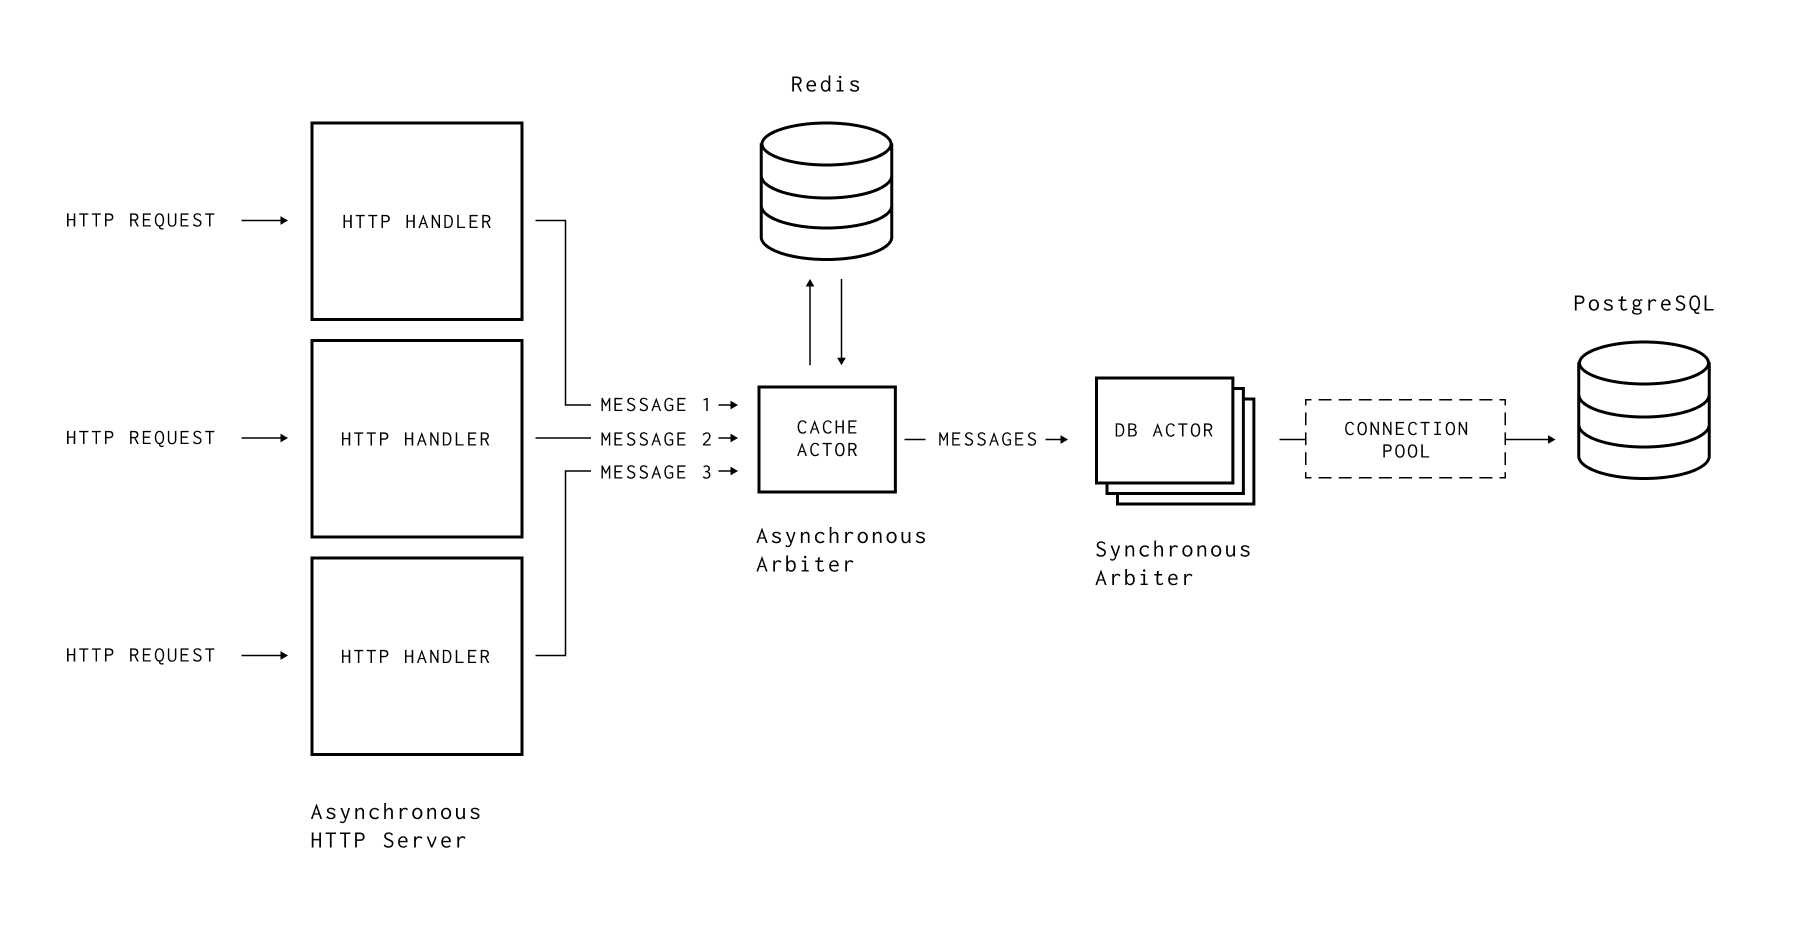 Redis
HTTP REQUEST
HTTP HANDLER
PostgreSQL
MESSAGE 1
HTTP REQUEST
HTTP HANDLER
MESSAGE 2
MESSAGE 3
CACHE
ACTOR
MESSAGES
DB ACTOR
CONNECTION
POOL
Asynchronous
Arbiter
Synchronous
Arbiter
HTTP REQUEST
HTTP HANDLER
Asynchronous
HTTP Server